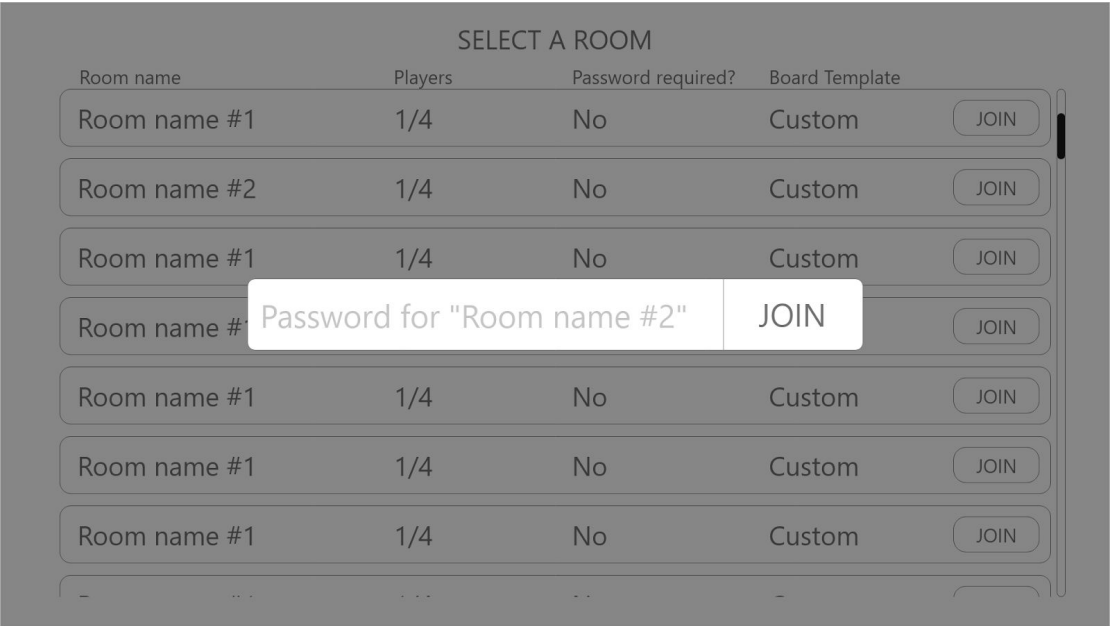 SELECT A ROOM
Room name Players Password required? Board Template
Room name #1 1/4 No Custom JOIN
Room name #2 1/4 No Custom JOIN
Room name #1 1/4 No Custom JOIN
Room name # JOIN
Password for "Room name #2" JOIN
Room name #1 1/4 No Custom JOIN
Room name #1 1/4 No Custom JOIN
Room name #1 1/4 No Custom JOIN